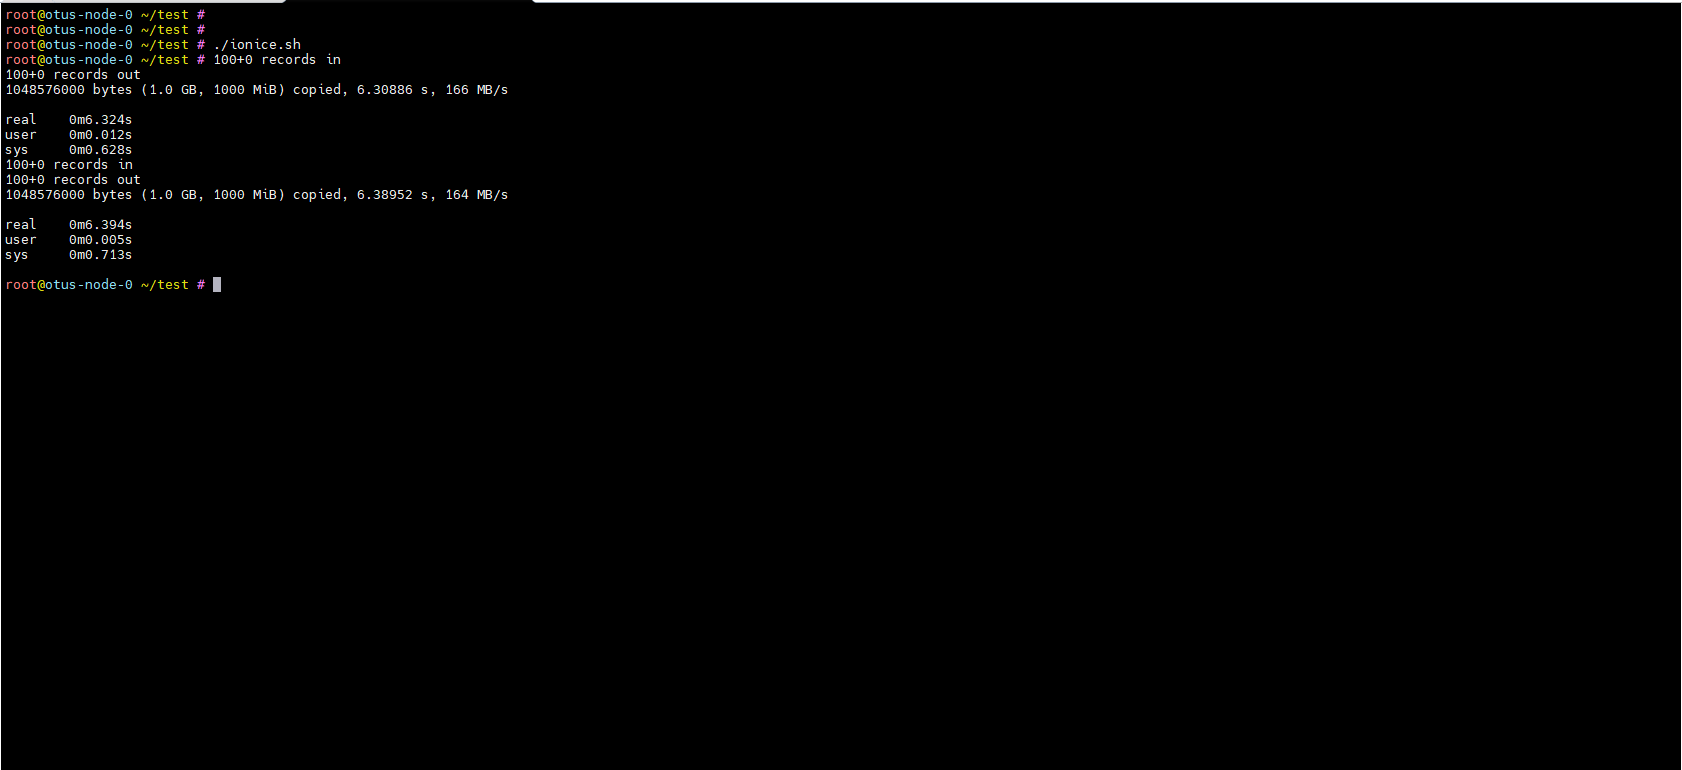 root@otus-node-0 ~/test #
root@otus-node-0 ~/test #
root@otus-node-0 ~/test # ./ionice.sh
root@otus-node-0 ~/test # 100+0 records in
100+0 records out
1048576000 bytes (1.0 GB, 1000 MiB) copied, 6.30886 s, 166 MB/s

real    0m6.324s
user    0m0.012s
sys     0m0.628s
100+0 records in
100+0 records out
1048576000 bytes (1.0 GB, 1000 MiB) copied, 6.38952 s, 164 MB/s

real    0m6.394s
user    0m0.005s
sys     0m0.713s

root@otus-node-0 ~/test #